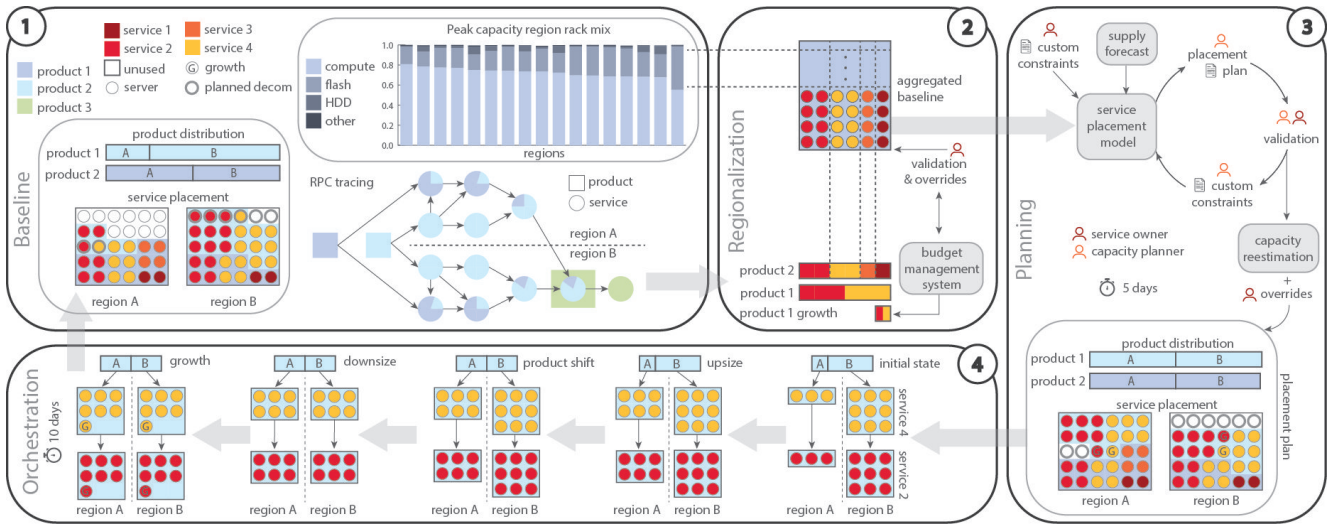 1
service 1
service 2
service 3
service 4
product 1
product 2
product 3
unused
server
G growth
planned decom
Baseline
product distribution
product 1 A B
product 2 A B
service placement
region A region B
Peak capacity region rack mix
compute
flash
HDD
other
1.0
0.8
0.6
0.4
0.2
0.0
regions
RPC tracing
product
service
region A
region B
2
Regionalization
aggregated
baseline
validation
& overrides
budget
management
system
product 2
product 1
product 1 growth
3
Planning
custom
constraints
supply
forecast
placement
plan
service
placement
model
validation
custom
constraints
service owner
capacity planner
5 days
capacity
reestimation
+
overrides
placement plan
product distribution
product 1 A B
product 2 A B
service placement
G G G G
region A region B
4
Orchestration
10 days
A B growth
A B downsize
A B product shift
A B upsize
A B initial state
service 4
service 2
G G
G G
region A region B
region A region B
region A region B
region A region B
region A region B